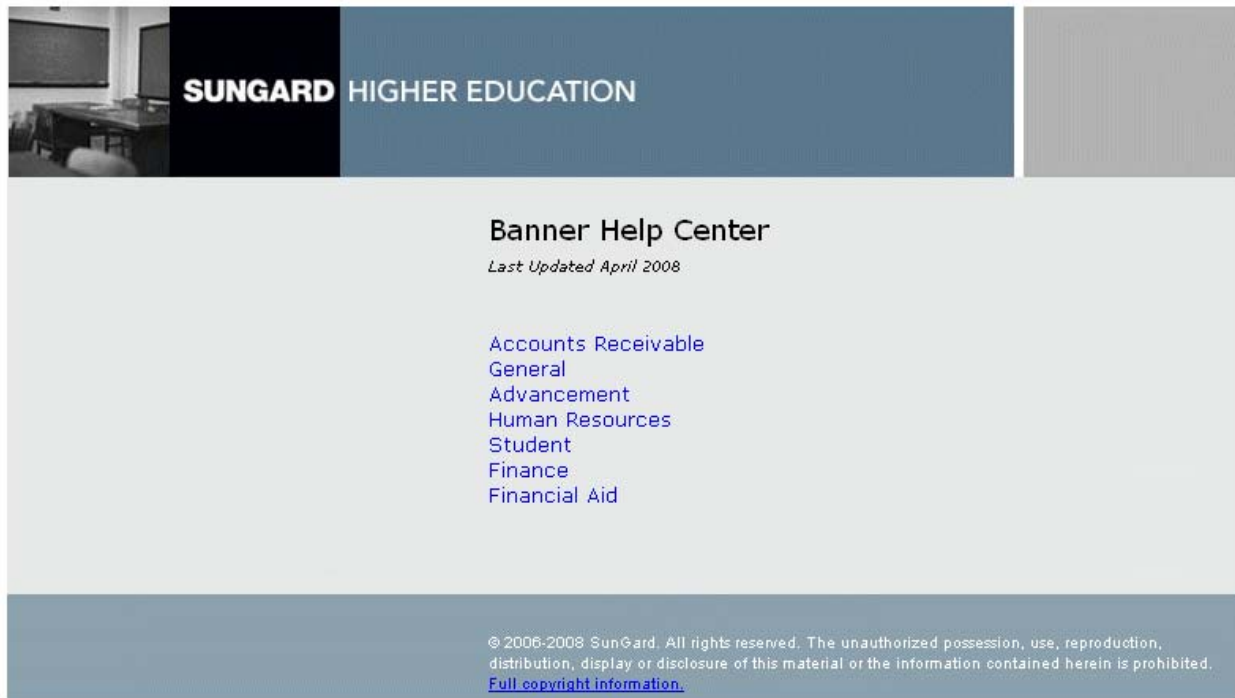 SUNGARD HIGHER EDUCATION
Banner Help Center
Last Updated April 2008
Accounts Receivable
General
Advancement
Human Resources
Student
Finance
Financial Aid
© 2006-2008 SunGard. All rights reserved. The unauthorized possession, use, reproduction,
distribution, display or disclosure of this material or the information contained herein is prohibited.
Full copyright information.